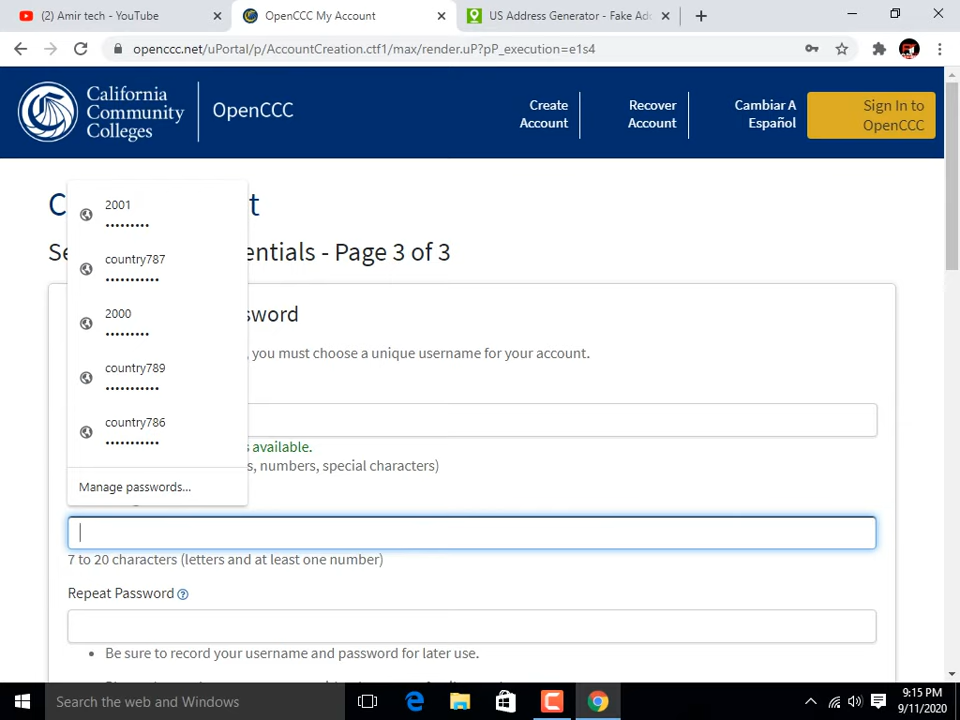 Amir tech - YouTube
OpenCCC My Account
US Address Generator - Fake Ad
openccc.net/uPortal/p/AccountCreation.ctf1/max/render.uP?pP_execution=e1s4
California
Community
Colleges
OpenCCC
Create
Account
Recover
Account
Cambiar A
Español
Sign In to
OpenCCC
C
t
Se
entials - Page 3 of 3
2001
•••••••••
country787
•••••••••••
2000
•••••••••
country789
•••••••••••
country786
•••••••••••
Manage passwords...
sword
, you must choose a unique username for your account.
s available.
s, numbers, special characters)
7 to 20 characters (letters and at least one number)
Repeat Password ?
• Be sure to record your username and password for later use.
Search the web and Windows
9:15 PM
9/11/2020